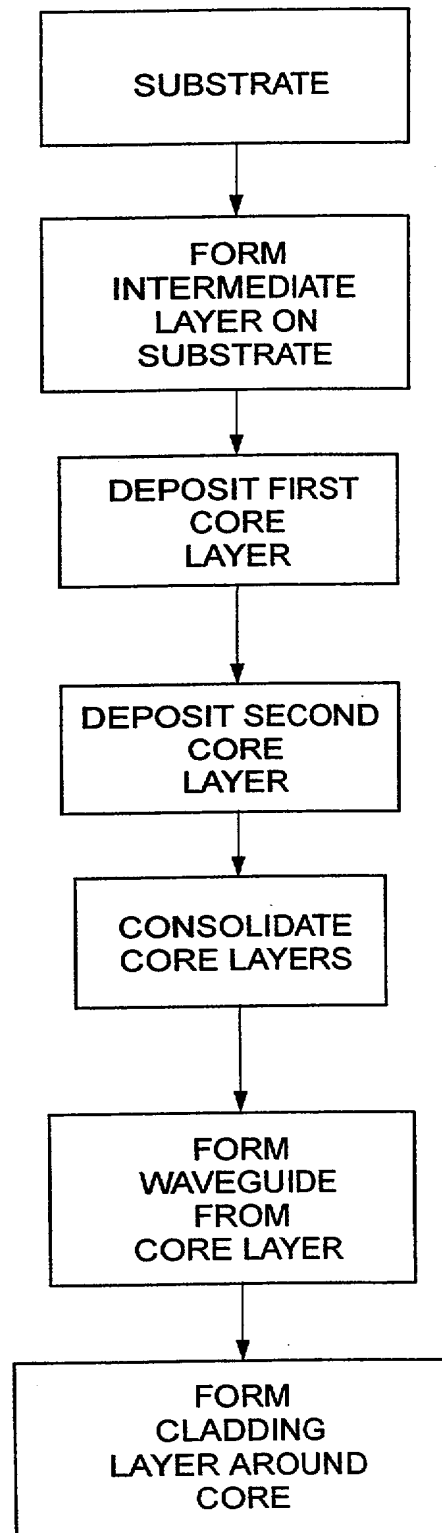 SUBSTRATE
FORM
INTERMEDIATE
LAYER ON
SUBSTRATE
DEPOSIT FIRST
CORE
LAYER
DEPOSIT SECOND
CORE
LAYER
CONSOLIDATE
CORE LAYERS
FORM
WAVEGUIDE
FROM
CORE LAYER
FORM
CLADDING
LAYER AROUND
CORE